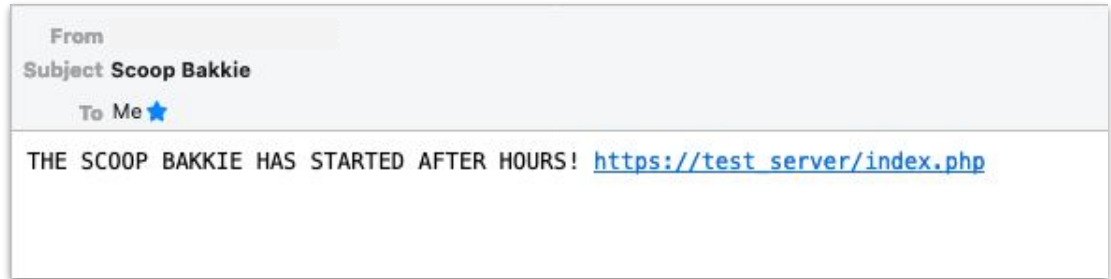 From
Subject Scoop Bakkie
To Me
THE SCOOP BAKKIE HAS STARTED AFTER HOURS! https://test_server/index.php